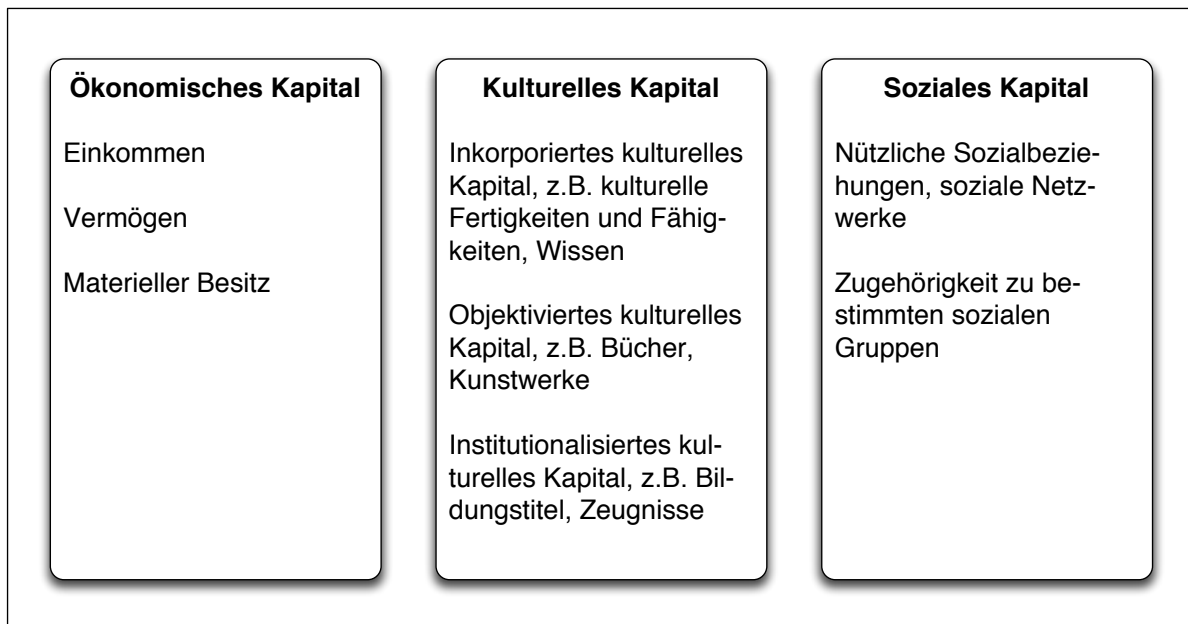 Ökonomisches Kapital
Einkommen
Vermögen
Materieller Besitz
Kulturelles Kapital
Inkorporiertes kulturelles
Kapital, z.B. kulturelle
Fertigkeiten und Fähig-
keiten, Wissen
Objektiviertes kulturelles
Kapital, z.B. Bücher,
Kunstwerke
Institutionalisiertes kul-
turelles Kapital, z.B. Bil-
dungstitel, Zeugnisse
Soziales Kapital
Nützliche Sozialbezie-
hungen, soziale Netz-
werke
Zugehörigkeit zu be-
stimmten sozialen
Gruppen